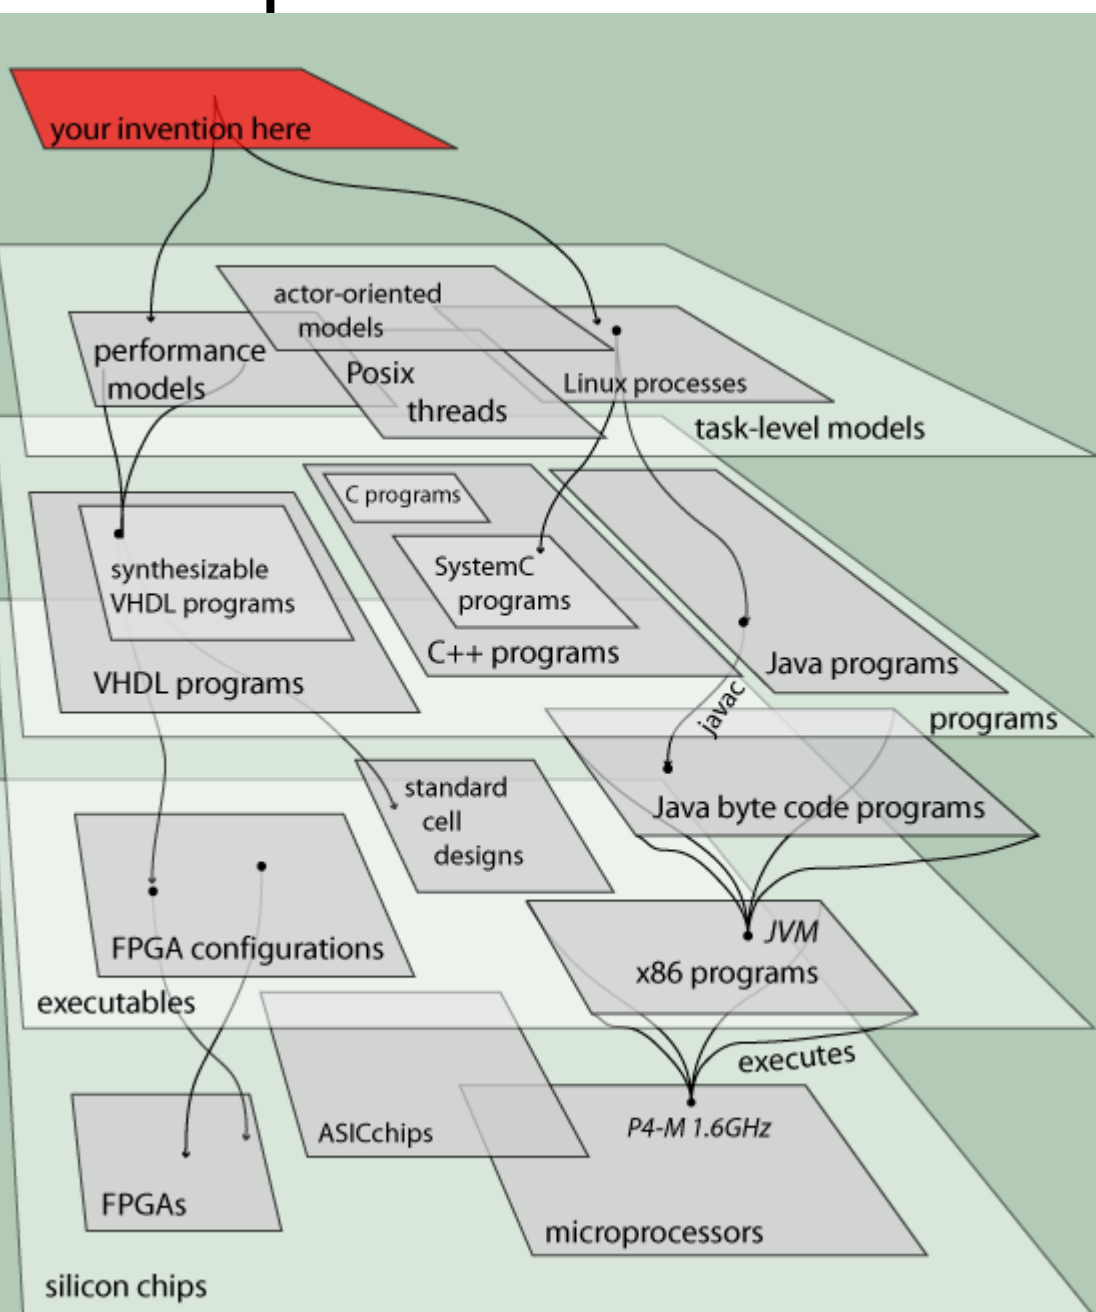 your invention here
actor-oriented
models
performance
models
Posix
threads
Linux processes
task-level models
C programs
synthesizable
VHDL programs
SystemC
programs
C++ programs
VHDL programs
Java programs
programs
javac
standard
cell
designs
Java byte code programs
JVM
FPGA configurations
x86 programs
executables
executes
P4-M 1.6GHz
ASICchips
FPGAs
microprocessors
silicon chips